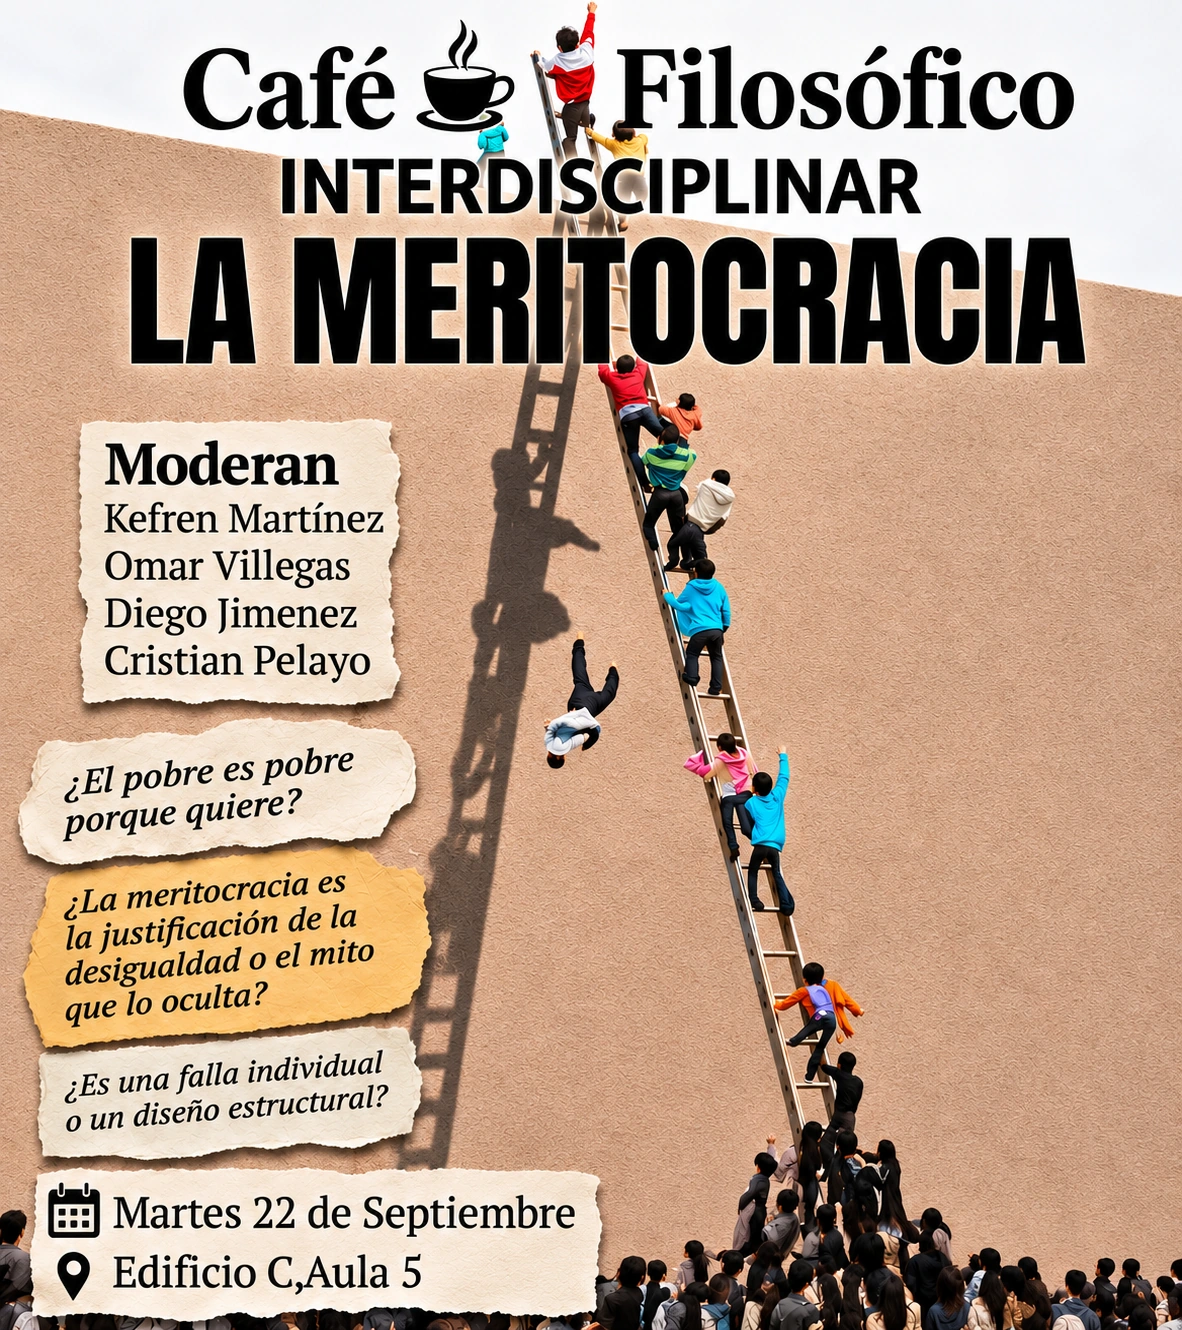 Café Filosófico
INTERDISCIPLINAR
LA MERITOCRACIA
Moderan
Kefren Martínez
Omar Villegas
Diego Jimenez
Cristian Pelayo
¿El pobre es pobre
porque quiere?
¿La meritocracia es
la justificación de la
desigualdad o el mito
que lo oculta?
¿Es una falla individual
o un diseño estructural?
Martes 22 de Septiembre
Edificio C,Aula 5